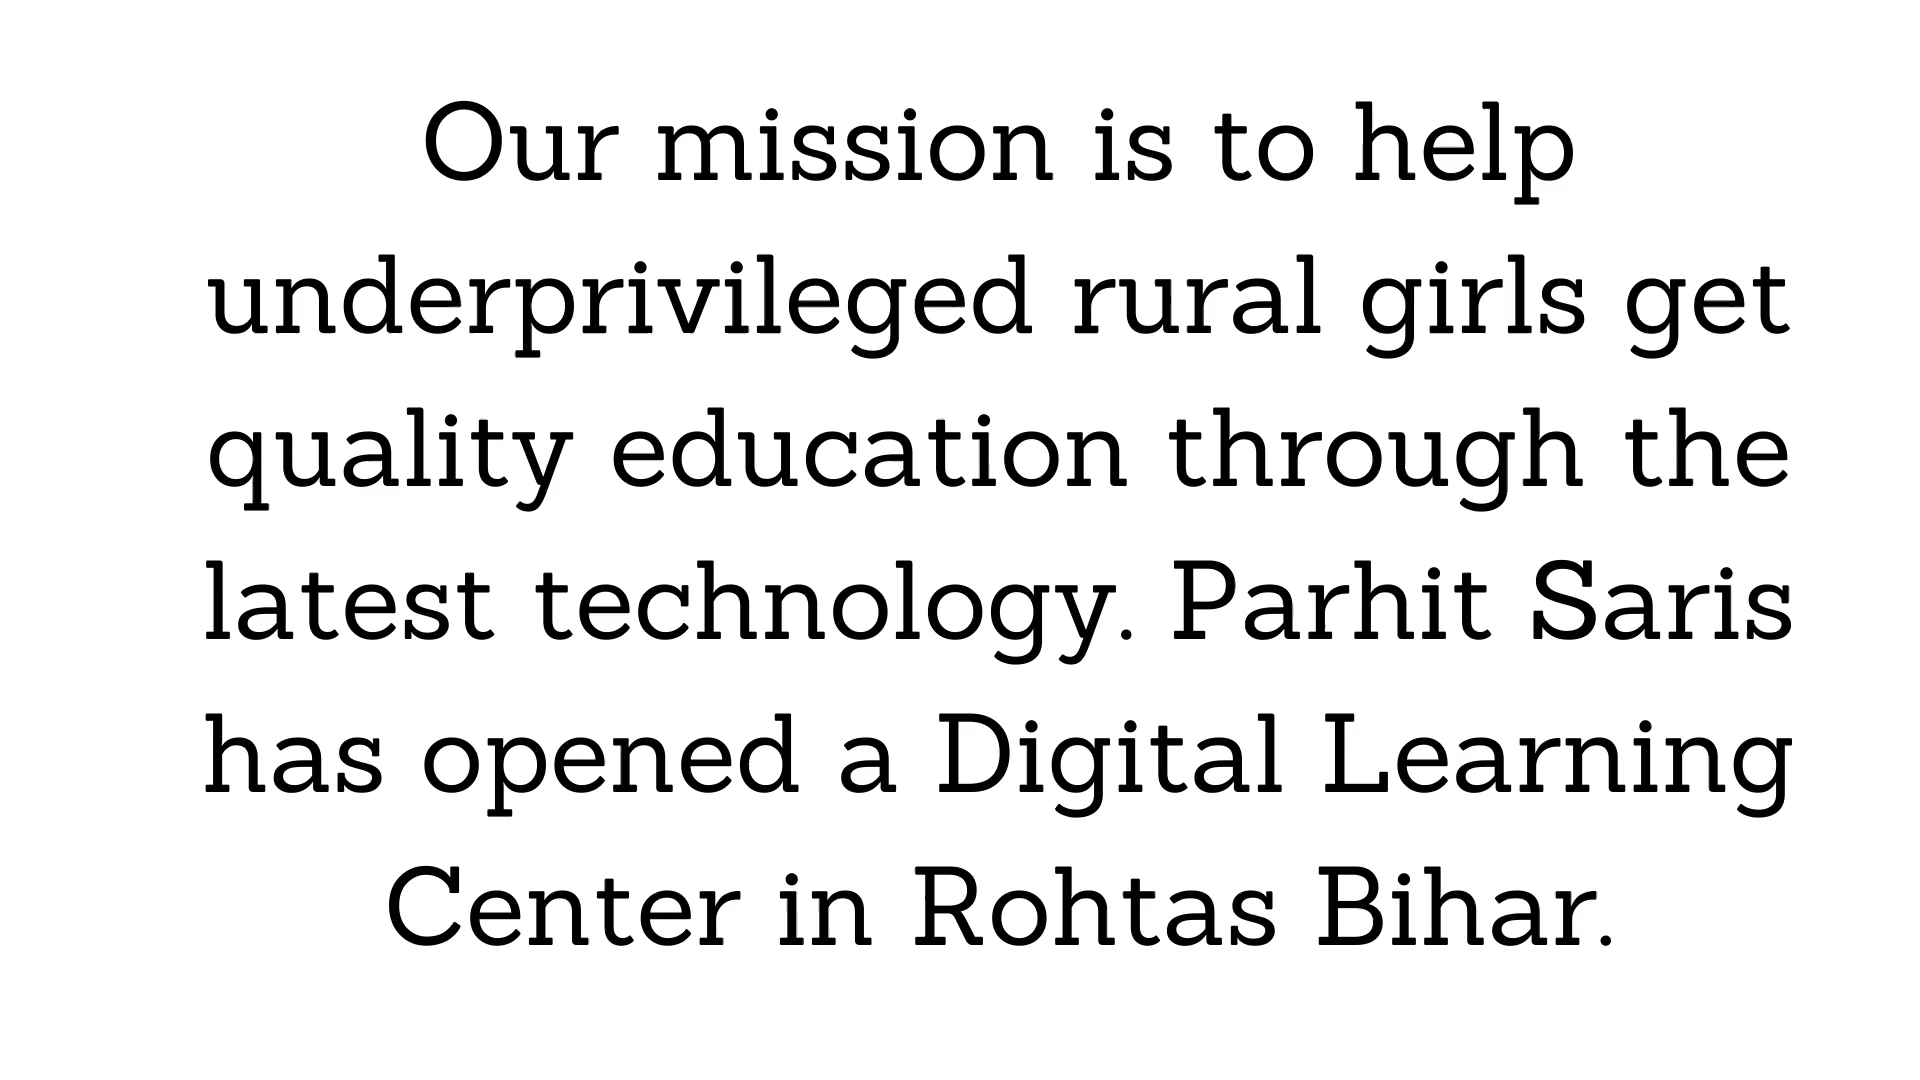 Our mission is to help
underprivileged rural girls get
quality education through the
latest technology. Parhit Saris
has opened a Digital Learning
Center in Rohtas Bihar.